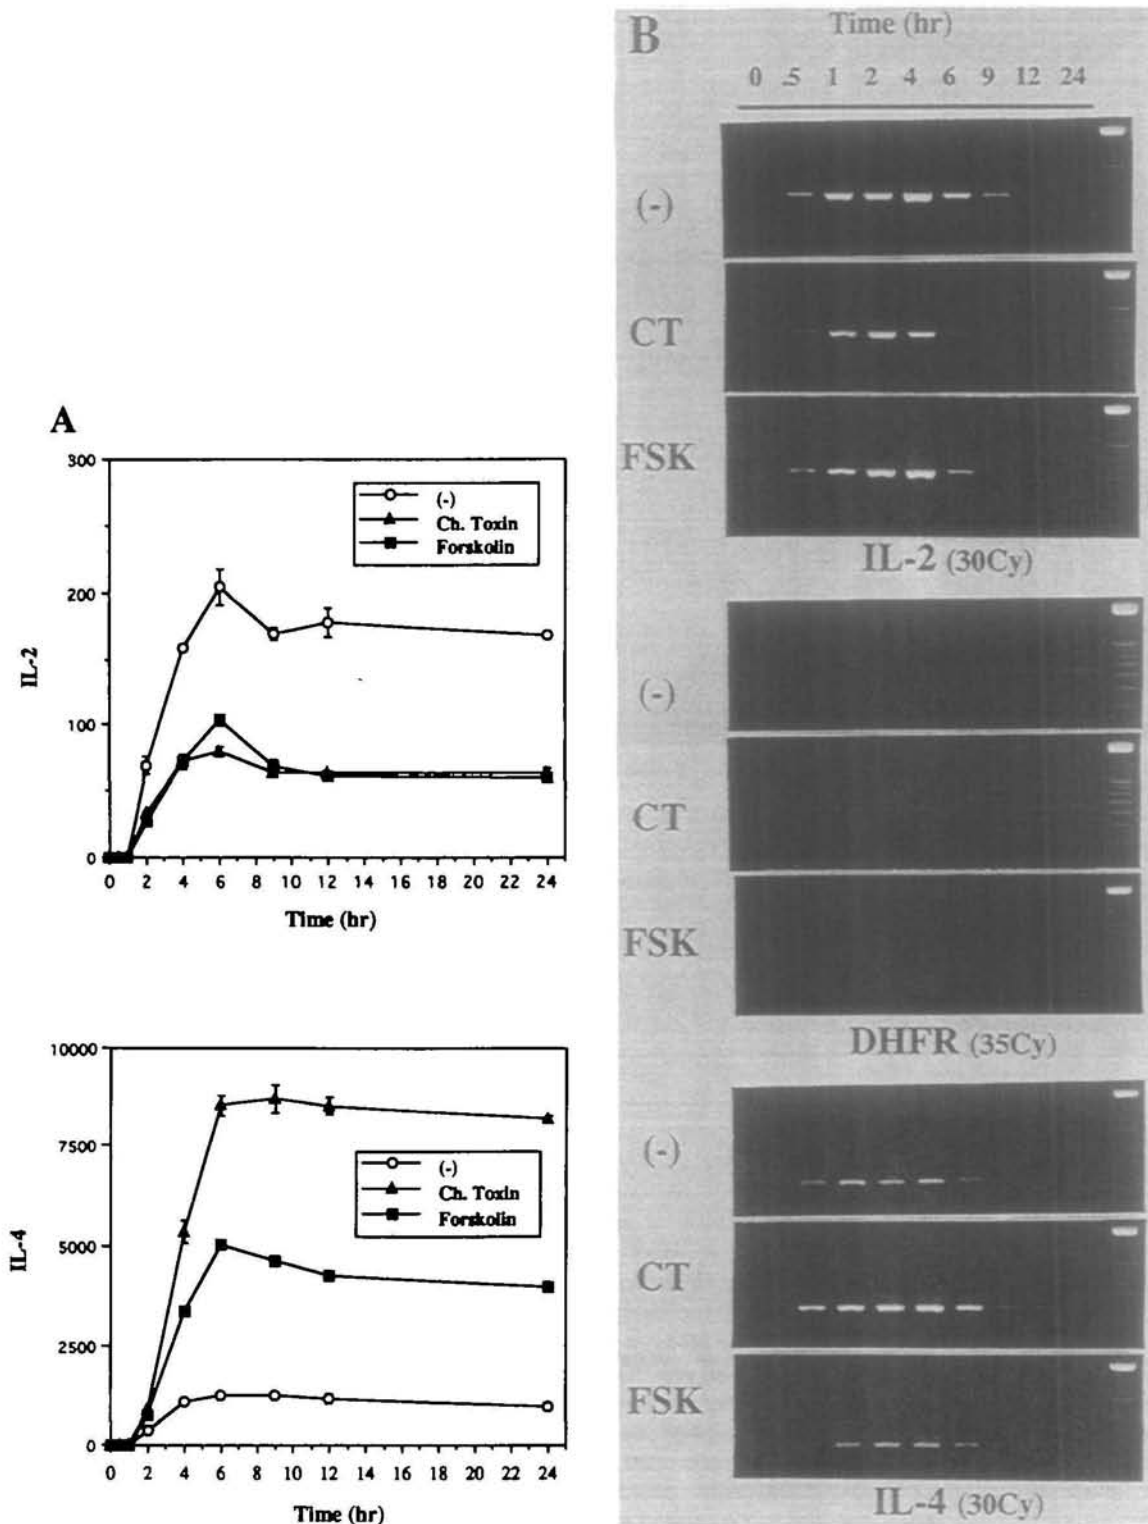 A
300
200
100
0
IL-2
(-)
Ch. Toxin
Forskolin
0 2 4 6 8 10 12 14 16 18 20 22 24
Time (hr)
10000
7500
5000
2500
0
IL-4
(-)
Ch. Toxin
Forskolin
0 2 4 6 8 10 12 14 16 18 20 22 24
Time (hr)
B
Time (hr)
0 .5 1 2 4 6 9 12 24
(-)
CT
FSK
IL-2 (30Cy)
(-)
CT
FSK
DHFR (35Cy)
(-)
CT
FSK
IL-4 (30Cy)